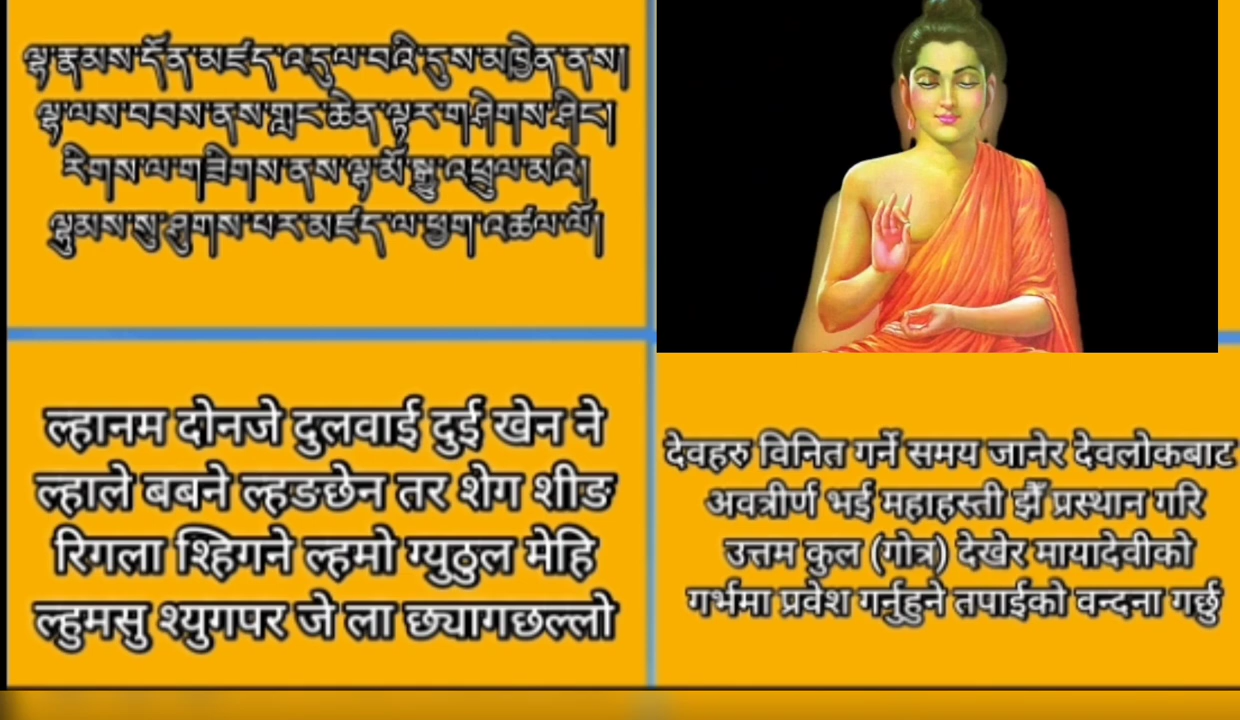 ལྷ་རྣམས་དོན་མཛད་འདུལ་བའི་དུས་མཁྱེན་ནས།
ལྷ་ལས་བབས་ནས་གླང་ཆེན་ལྟར་གཤེགས་ཤིང།
རིགས་ལ་གཟིགས་ནས་ལྷ་མོ་སྒྱུ་འཕྲུལ་མའི།
ལྷུམས་སུ་ཞུགས་པར་མཛད་ལ་ཕྱག་འཚལ་ལོ།
ल्हानम दोनजे दुलवाई दुई खेन ने
ल्हाले बबने ल्हङछेन तर शेग शीङ
रिगला श्हिगने ल्हमो ग्युठुल मेहि
ल्हुमसु श्युगपर जे ला छ्यागछल्लो
देवहरु विनित गर्ने समय जानेर देवलोकबाट
अवत्रीर्ण भई महाहस्ती झैँ प्रस्थान गरि
उत्तम कुल (गोत्र) देखेर मायादेवीको
गर्भमा प्रवेश गर्नुहुने तपाईको वन्दना गर्छु